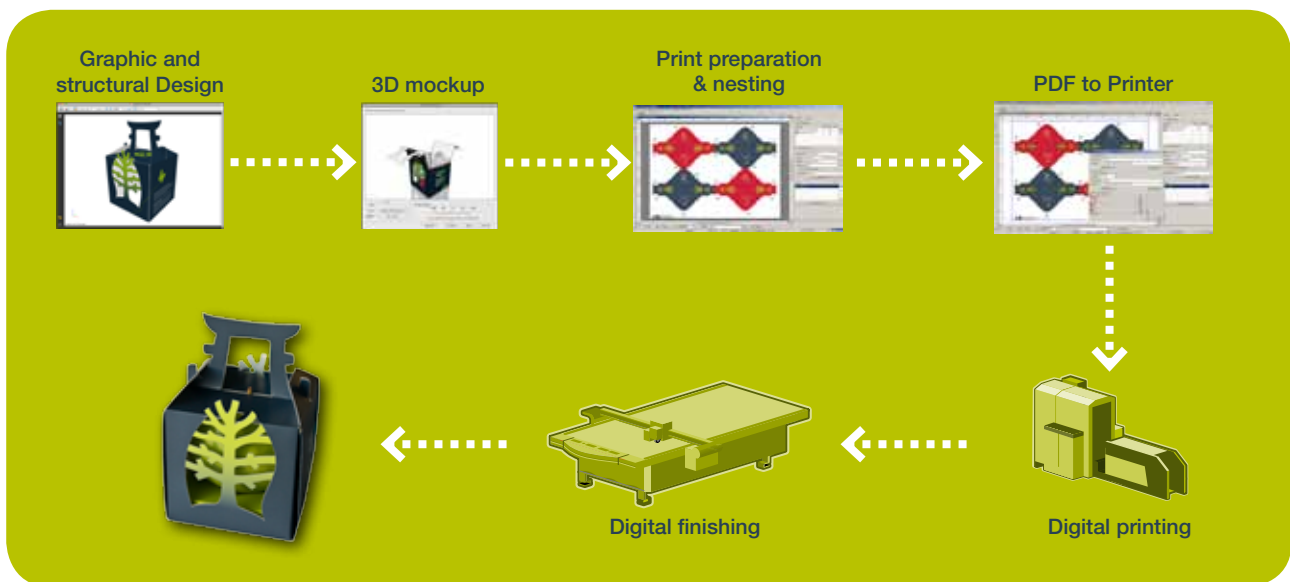 Graphic and
structural Design
3D mockup
Print preparation
& nesting
PDF to Printer
Digital finishing
Digital printing